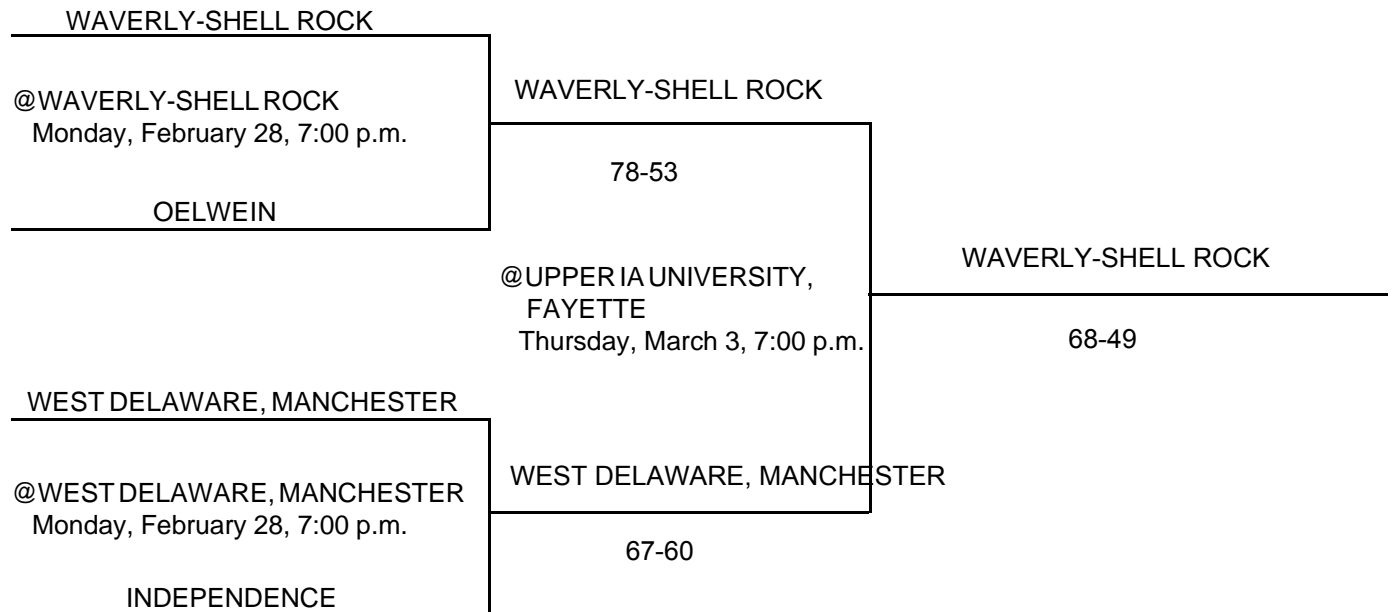 WAVERLY-SHELL ROCK
@WAVERLY-SHELL ROCK
Monday, February 28, 7:00 p.m.
OELWEIN
WAVERLY-SHELL ROCK
78-53
@UPPER IA UNIVERSITY,
FAYETTE
Thursday, March 3, 7:00 p.m.
WAVERLY-SHELL ROCK
68-49
WEST DELAWARE, MANCHESTER
@WEST DELAWARE, MANCHESTER
Monday, February 28, 7:00 p.m.
INDEPENDENCE
WEST DELAWARE, MANCHESTER
67-60